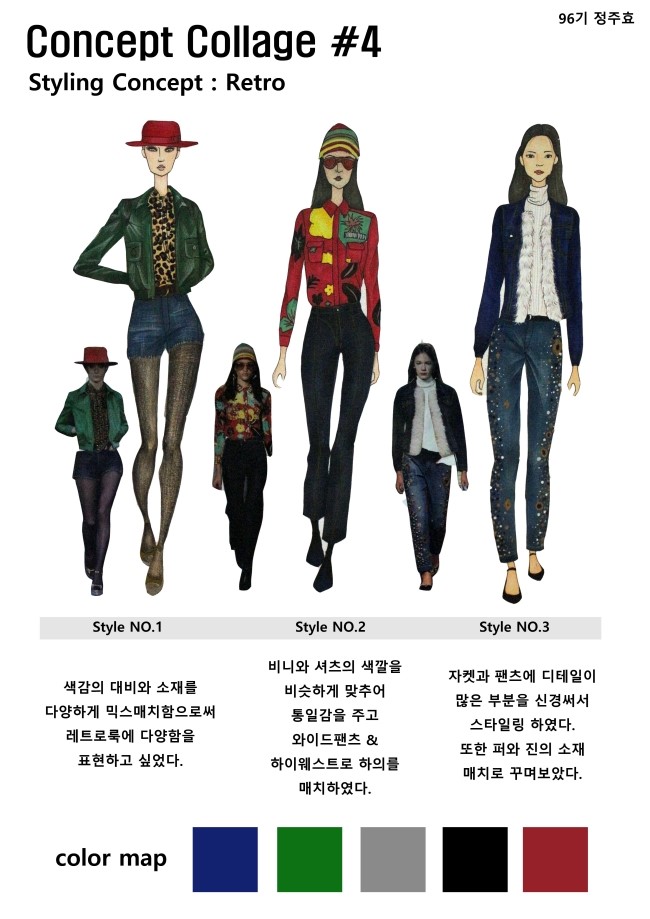 96기 정주효
Concept Collage #4
Styling Concept : Retro
Style NO.1
Style NO.2
Style NO.3
색감의 대비와 소재를
다양하게 믹스매치함으로써
레트로룩에 다양함을
표현하고 싶었다.
비니와 셔츠의 색깔을
비슷하게 맞추어
통일감을 주고
와이드팬츠 &
하이웨스트로 하의를
매치하였다.
자켓과 팬츠에 디테일이
많은 부분을 신경써서
스타일링 하였다.
또한 퍼와 진의 소재
매치로 꾸며보았다.
color map